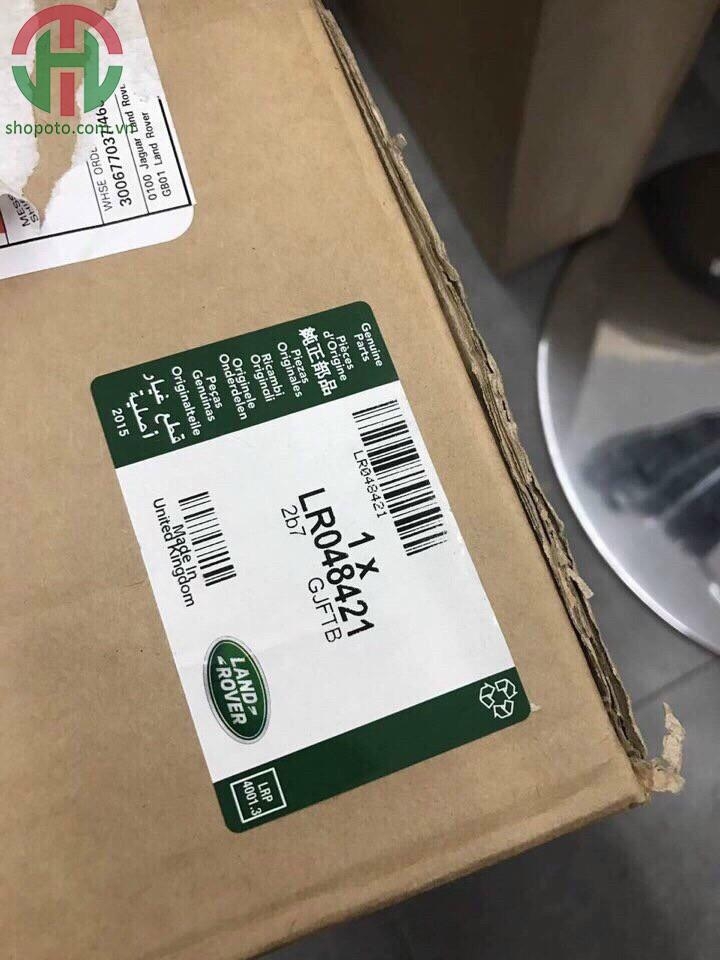 shopoto.com.vn
WHSE ORD
0100 Jaguar Land Rov
GB01 Land Rover
Genuine
Parts
Pièces
d'Origine
純正部品
Piezas
Originales
Ricambi
Originali
Originele
Onderdelen
Peças
Genuinas
Originalteile
قطع غيار
أصلية
2015
LR048421
1 x
LR048421
2b7 GJFTB
Made In
United Kingdom
LAND
ROVER
LRP
4001.3